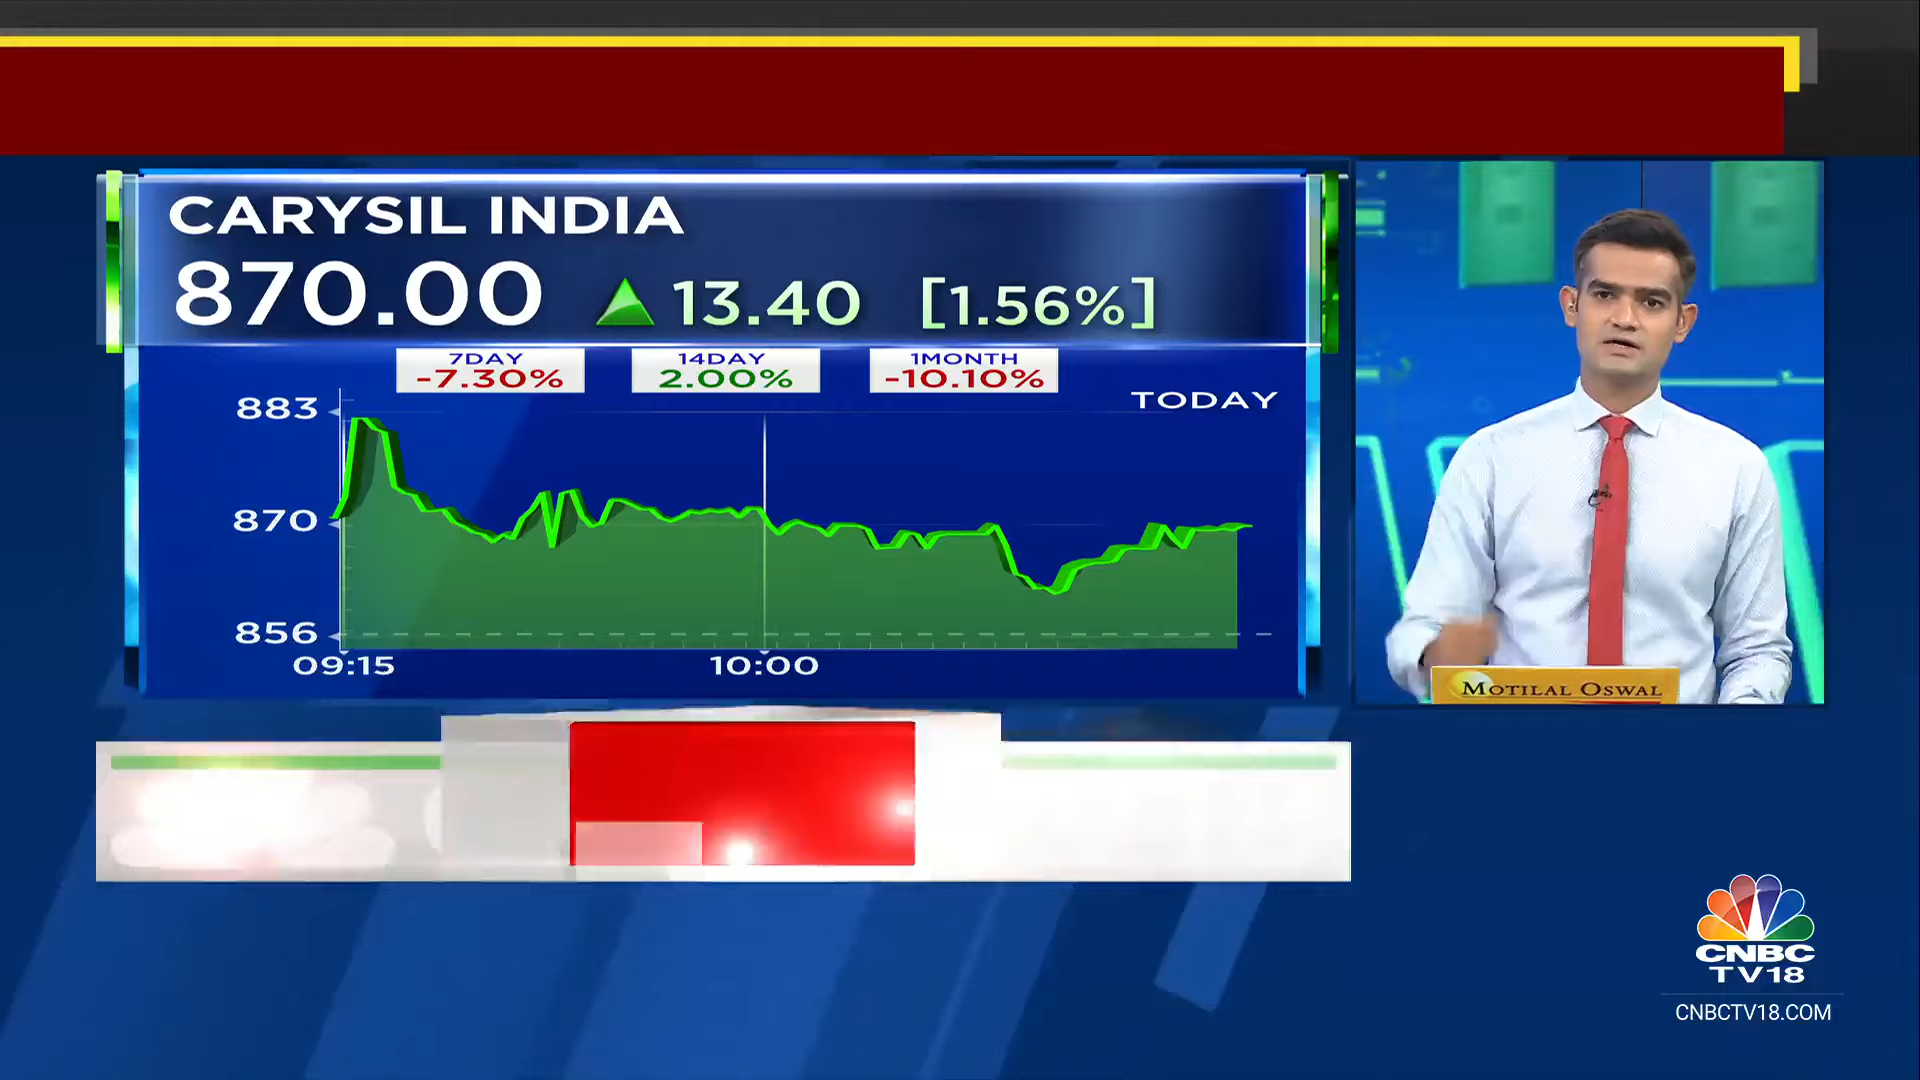 CARYSIL INDIA
870.00 ▲ 13.40 [1.56%]
7DAY
-7.30%
14DAY
2.00%
1MONTH
-10.10%
TODAY
883
870
856
09:15
10:00
MOTILAL OSWAL
CNBC
TV18
CNBCTV18.COM